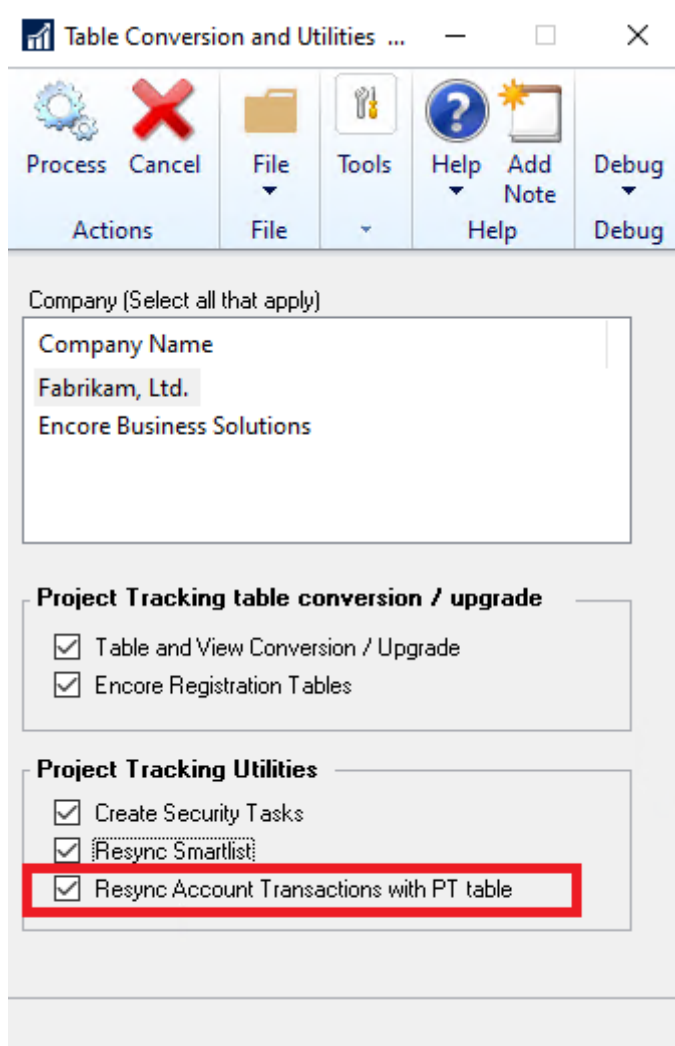 Table Conversion and Utilities ...
Process Cancel File Tools Help Add Note Debug
Actions File Help Debug
Company (Select all that apply)
Company Name
Fabrikam, Ltd.
Encore Business Solutions
Project Tracking table conversion / upgrade
Table and View Conversion / Upgrade
Encore Registration Tables
Project Tracking Utilities
Create Security Tasks
Resync Smartlist
Resync Account Transactions with PT table